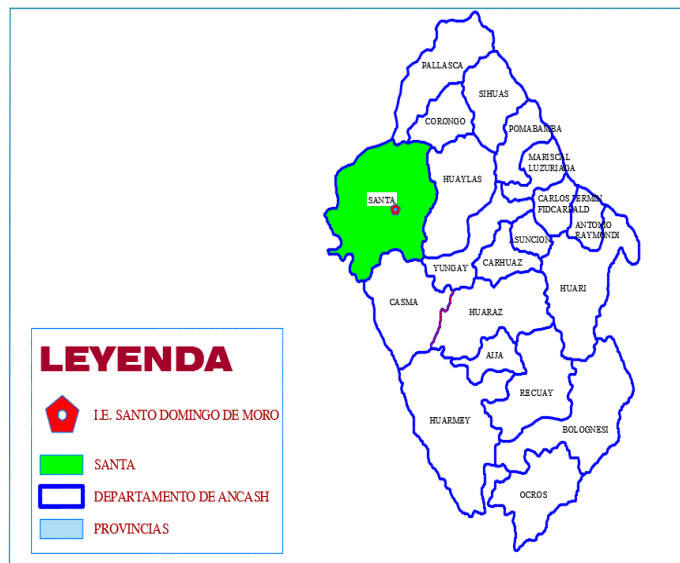 PALLASCA
SIHUAS
CORONGO
POMABAMBA
MARISCAL
LUZURIAGA
HUAYLAS
SANTA
CARLOS FERMIN
FIDCARRALD
ANTONIO
RAYMONDI
ASUNCION
CARHUAZ
YUNGAY
HUARI
CASMA
HUARAZ
AIJA
RECUAY
HUARMEY
BOLOGNESI
OCROS
LEYENDA
I.E. SANTO DOMINGO DE MORO
SANTA
DEPARTAMENTO DE ANCASH
PROVINCIAS